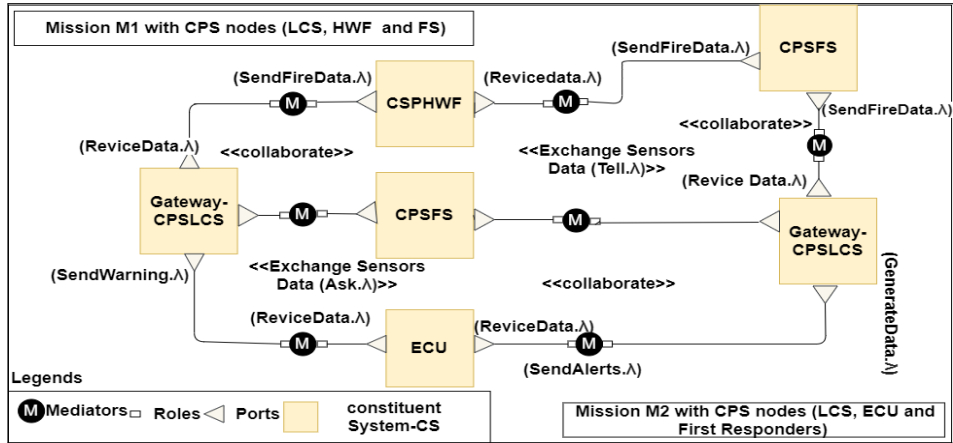 Mission M1 with CPS nodes (LCS, HWF and FS)
(SendFireData.λ)
CPSFS
(SendFireData.λ)
(Revicedata.λ)
M
CSPHWF
M
(SendFireData.λ)
<<collaborate>>
M
(ReviceData.λ)
<<collaborate>>
<<Exchange Sensors
Data (Tell.λ)>>
(Revice Data.λ)
Gateway-
CPSLCS
M
CPSFS
M
Gateway-
CPSLCS
(SendWarning.λ)
<<Exchange Sensors
Data (Ask.λ)>>
<<collaborate>>
(GenerateData.λ)
(ReviceData.λ)
M
ECU
(ReviceData.λ)
M
(SendAlerts.λ)
Legends
M Mediators Roles Ports constituent
System-CS
Mission M2 with CPS nodes (LCS, ECU and
First Responders)